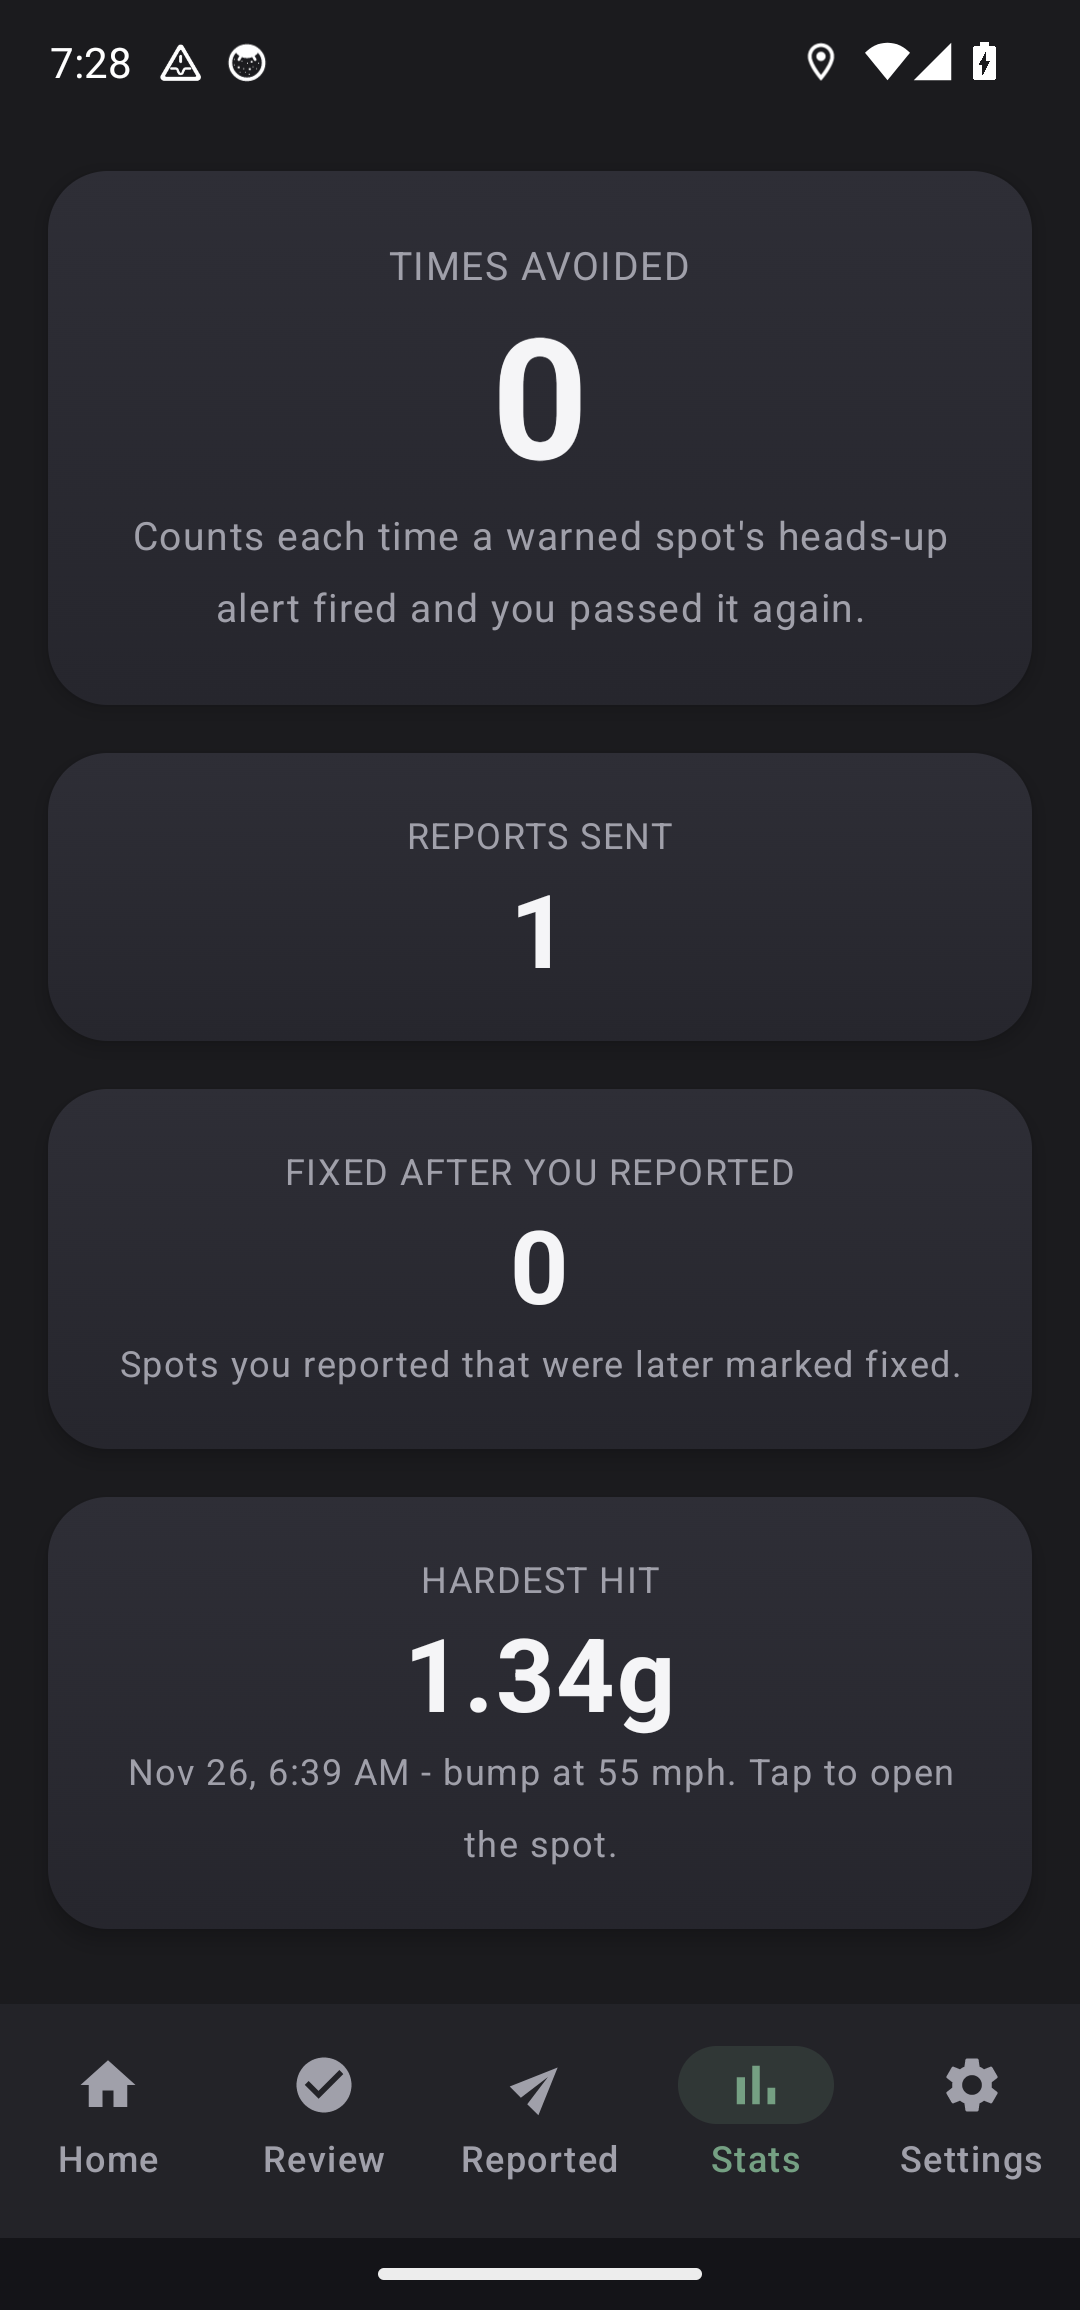 7:28
TIMES AVOIDED
0
Counts each time a warned spot's heads-up
alert fired and you passed it again.
REPORTS SENT
1
FIXED AFTER YOU REPORTED
0
Spots you reported that were later marked fixed.
HARDEST HIT
1.34g
Nov 26, 6:39 AM - bump at 55 mph. Tap to open
the spot.
Home Review Reported Stats Settings